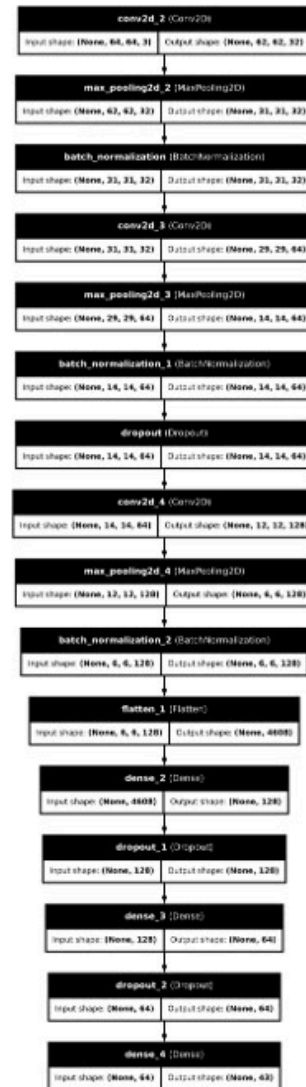 conv2d_2 (Conv2D)
Input shape: (None, 64, 64, 3) Output shape: (None, 62, 62, 32)
max_pooling2d_2 (MaxPooling2D)
Input shape: (None, 62, 62, 32) Output shape: (None, 31, 31, 32)
batch_normalization (BatchNormalization)
Input shape: (None, 31, 31, 32) Output shape: (None, 31, 31, 32)
conv2d_3 (Conv2D)
Input shape: (None, 31, 31, 32) Output shape: (None, 29, 29, 64)
max_pooling2d_3 (MaxPooling2D)
Input shape: (None, 29, 29, 64) Output shape: (None, 14, 14, 64)
batch_normalization_1 (BatchNormalization)
Input shape: (None, 14, 14, 64) Output shape: (None, 14, 14, 64)
dropout (Dropout)
Input shape: (None, 14, 14, 64) Output shape: (None, 14, 14, 64)
conv2d_4 (Conv2D)
Input shape: (None, 14, 14, 64) Output shape: (None, 12, 12, 128)
max_pooling2d_4 (MaxPooling2D)
Input shape: (None, 12, 12, 128) Output shape: (None, 6, 6, 128)
batch_normalization_2 (BatchNormalization)
Input shape: (None, 6, 6, 128) Output shape: (None, 6, 6, 128)
flatten_1 (Flatten)
Input shape: (None, 6, 6, 128) Output shape: (None, 4608)
dense_2 (Dense)
Input shape: (None, 4608) Output shape: (None, 128)
dropout_1 (Dropout)
Input shape: (None, 128) Output shape: (None, 128)
dense_3 (Dense)
Input shape: (None, 128) Output shape: (None, 64)
dropout_2 (Dropout)
Input shape: (None, 64) Output shape: (None, 64)
dense_4 (Dense)
Input shape: (None, 64) Output shape: (None, 43)